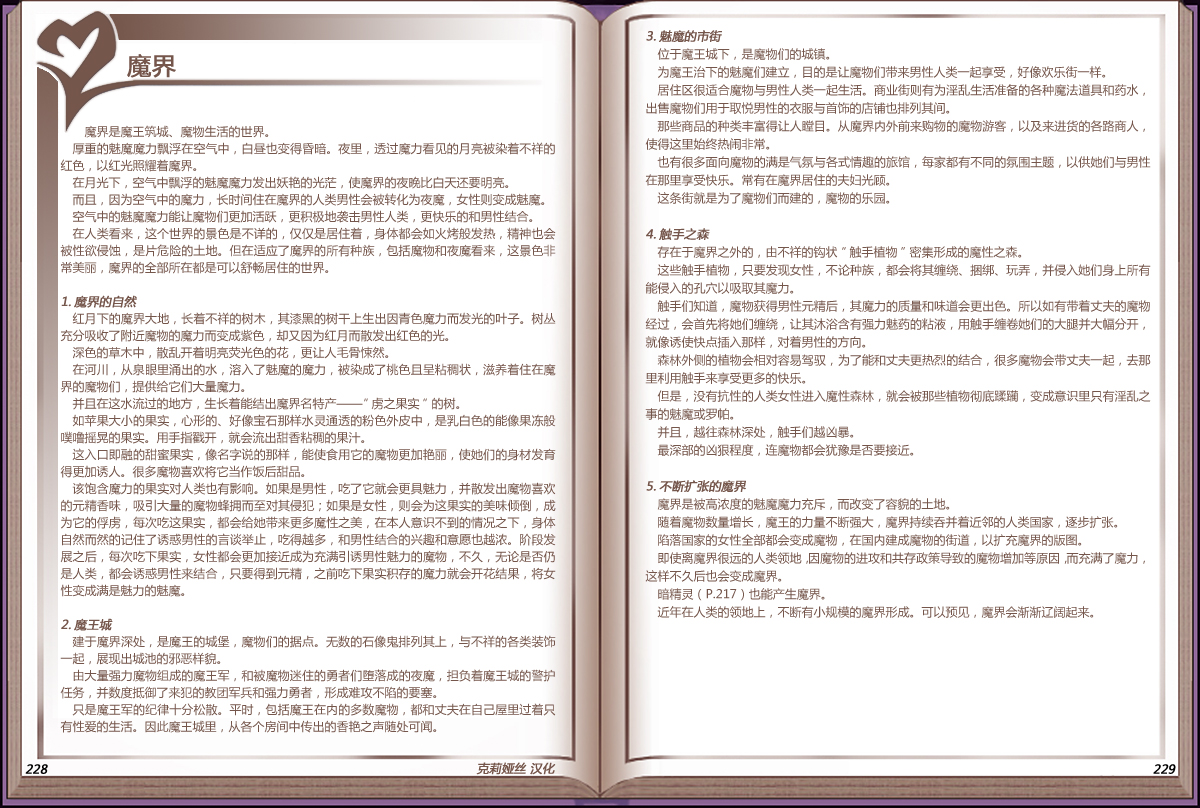 魔界
魔界是魔王筑城、魔物生活的世界。
厚重的魅魔魔力飘浮在空气中，白昼也变得昏暗。夜里，透过魔力看见的月亮被染着不祥的
红色，以红光照耀着魔界。
在月光下，空气中飘浮的魅魔魔力发出妖艳的光茫，使魔界的夜晚比白天还要明亮。
而且，因为空气中的魔力，长时间住在魔界的人类男性会被转化为夜魔，女性则变成魅魔。
空气中的魅魔魔力能让魔物们更加活跃，更积极地袭击男性人类，更快乐的和男性结合。
在人类看来，这个世界的景色是不详的，仅仅是居住着，身体都会如火烤般发热，精神也会
被性欲侵蚀，是片危险的土地。但在适应了魔界的所有种族，包括魔物和夜魔看来，这景色非
常美丽，魔界的全部所在都是可以舒畅居住的世界。
1. 魔界的自然
红月下的魔界大地，长着不祥的树木，其漆黑的树干上生出因青色魔力而发光的叶子。树丛
充分吸收了附近魔物的魔力而变成紫色，却又因为红月而散发出红色的光。
深色的草木中，散乱开着明亮荧光色的花，更让人毛骨悚然。
在河川，从泉眼里涌出的水，溶入了魅魔的魔力，被染成了桃色且呈粘稠状，滋养着住在魔
界的魔物们，提供给它们大量魔力。
并且在这水流过的地方，生长着能结出魔界名特产——“虏之果实”的树。
如苹果大小的果实，心形的、好像宝石那样水灵通透的粉色外皮中，是乳白色的能像果冻般
噗噜摇晃的果实。用手指戳开，就会流出甜香粘稠的果汁。
这入口即融的甜蜜果实，像名字说的那样，能使食用它的魔物更加艳丽，使她们的身材发育
得更加诱人。很多魔物喜欢将它当作饭后甜品。
该饱含魔力的果实对人类也有影响。如果是男性，吃了它就会更具魅力，并散发出魔物喜欢
的元精香味，吸引大量的魔物蜂拥而至对其侵犯；如果是女性，则会为这果实的美味倾倒，成
为它的俘虏，每次吃这果实，都会给她带来更多魔性之美，在本人意识不到的情况之下，身体
自然而然的记住了诱惑男性的言谈举止，吃得越多，和男性结合的兴趣和意愿也越浓。阶段发
展之后，每次吃下果实，女性都会更加接近成为充满引诱男性魅力的魔物，不久，无论是否仍
是人类，都会诱惑男性来结合，只要得到元精，之前吃下果实积存的魔力就会开花结果，将女
性变成满是魅力的魅魔。
2. 魔王城
建于魔界深处，是魔王的城堡，魔物们的据点。无数的石像鬼排列其上，与不祥的各类装饰
一起，展现出城池的邪恶样貌。
由大量强力魔物组成的魔王军，和被魔物迷住的勇者们堕落成的夜魔，担负着魔王城的警护
任务，并数度抵御了来犯的教团军兵和强力勇者，形成难攻不陷的要塞。
只是魔王军的纪律十分松散。平时，包括魔王在内的多数魔物，都和丈夫在自己屋里过着只
有性爱的生活。因此魔王城里，从各个房间中传出的香艳之声随处可闻。
228
克莉娅丝 汉化
3. 魅魔的市街
位于魔王城下，是魔物们的城镇。
为魔王治下的魅魔们建立，目的是让魔物们带来男性人类一起享受，好像欢乐街一样。
居住区很适合魔物与男性人类一起生活。商业街则有为淫乱生活准备的各种魔法道具和药水，
出售魔物们用于取悦男性的衣服与首饰的店铺也排列其间。
那些商品的种类丰富得让人瞠目。从魔界内外前来购物的魔物游客，以及来进货的各路商人，
使得这里始终热闹非常。
也有很多面向魔物的满是气氛与各式情趣的旅馆，每家都有不同的氛围主题，以供她们与男性
在那里享受快乐。常有在魔界居住的夫妇光顾。
这条街就是为了魔物们而建的，魔物的乐园。
4. 触手之森
存在于魔界之外的，由不祥的钩状“触手植物”密集形成的魔性之森。
这些触手植物，只要发现女性，不论种族，都会将其缠绕、捆绑、玩弄，并侵入她们身上所有
能侵入的孔穴以吸取其魔力。
触手们知道，魔物获得男性元精后，其魔力的质量和味道会更出色。所以如有带着丈夫的魔物
经过，会首先将她们缠绕，让其沐浴含有强力魅药的粘液，用触手缠卷她们的大腿并大幅分开，
就像诱使快点插入那样，对着男性的方向。
森林外侧的植物会相对容易驾驭，为了能和丈夫更热烈的结合，很多魔物会带丈夫一起，去那
里利用触手来享受更多的快乐。
但是，没有抗性的人类女性进入魔性森林，就会被那些植物彻底蹂躏，变成意识里只有淫乱之
事的魅魔或罗帕。
并且，越往森林深处，触手们越凶暴。
最深部的凶狠程度，连魔物都会犹豫是否要接近。
5. 不断扩张的魔界
魔界是被高浓度的魅魔魔力充斥，而改变了容貌的土地。
随着魔物数量增长，魔王的力量不断强大，魔界持续吞并着近邻的人类国家，逐步扩张。
陷落国家的女性全部都会变成魔物，在国内建成魔物的街道，以扩充魔界的版图。
即使离魔界很远的人类领地，因魔物的进攻和共存政策导致的魔物增加等原因，而充满了魔力，
这样不久后也会变成魔界。
暗精灵（P.217）也能产生魔界。
近年在人类的领地上，不断有小规模的魔界形成。可以预见，魔界会渐渐辽阔起来。
229